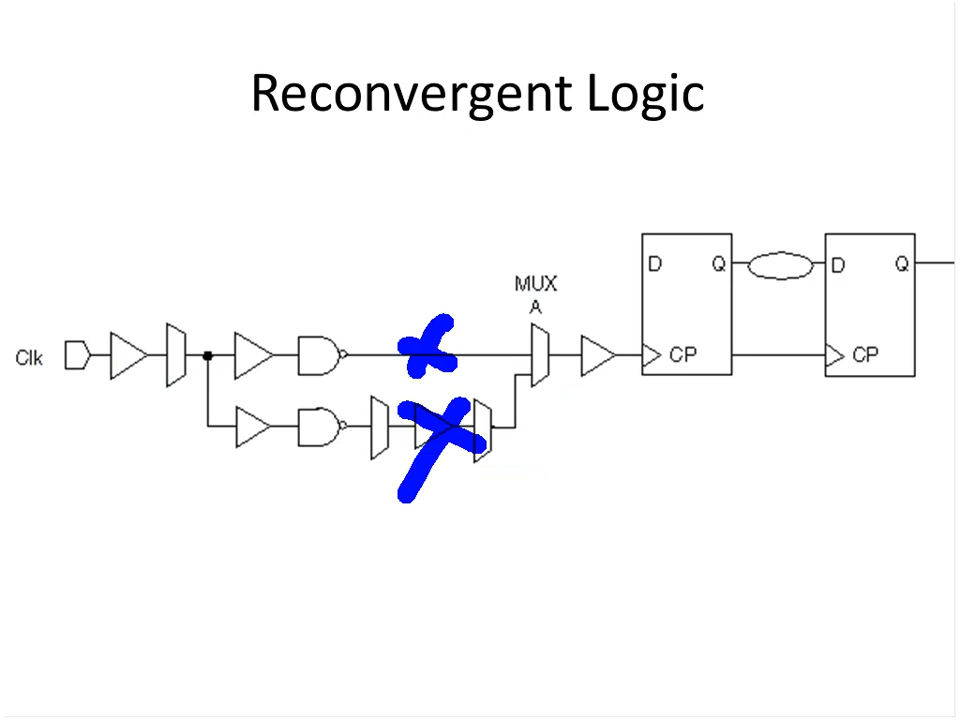 Reconvergent Logic
MUX
A
D Q
D Q
Clk
CP
CP